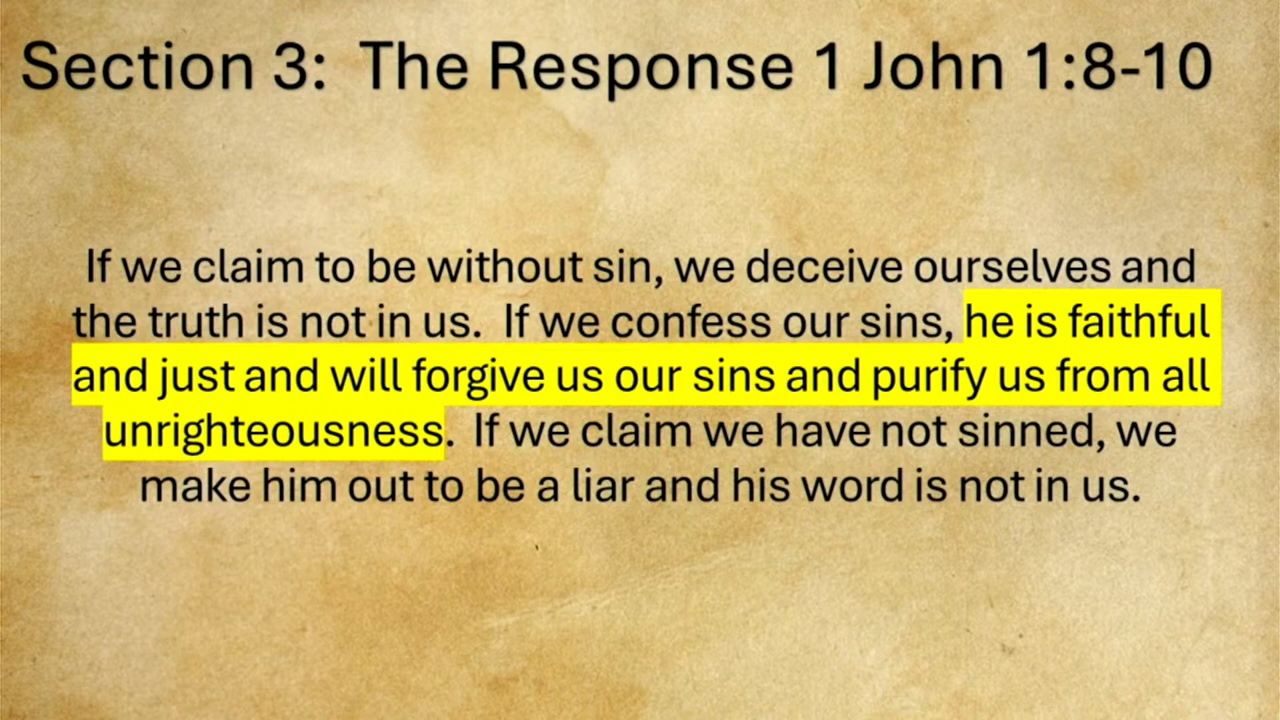 Section 3:  The Response 1 John 1:8-10
If we claim to be without sin, we deceive ourselves and
the truth is not in us.  If we confess our sins, he is faithful
and just and will forgive us our sins and purify us from all
unrighteousness.  If we claim we have not sinned, we
make him out to be a liar and his word is not in us.